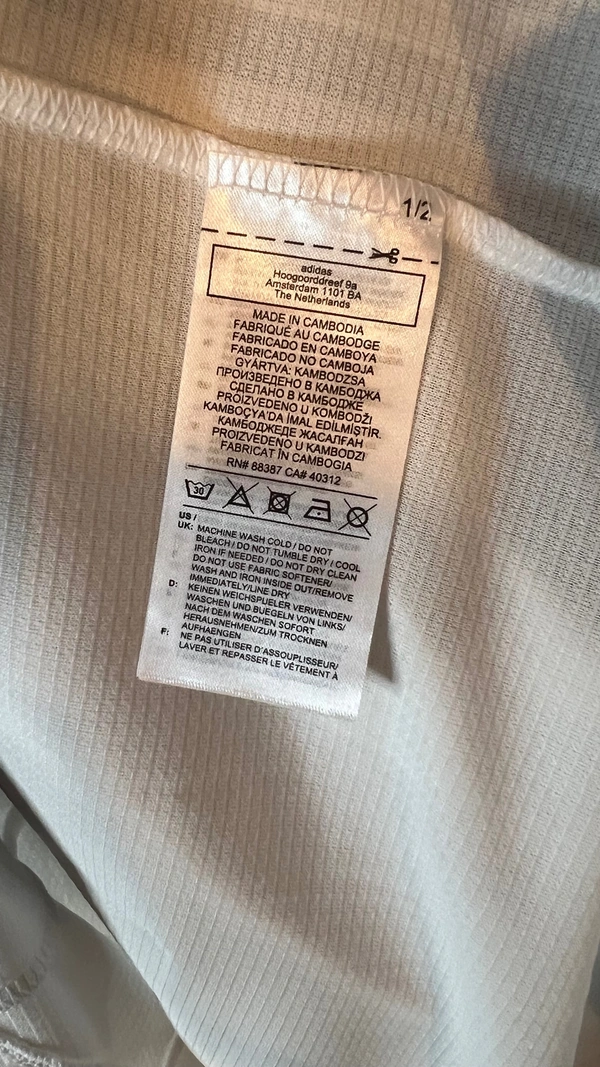 1/2
adidas
Hoogoorddreef 9a
Amsterdam 1101 BA
The Netherlands
MADE IN CAMBODIA
FABRIQUÉ AU CAMBODGE
FABRICADO EN CAMBOYA
FABRICADO NO CAMBOJA
GYÁRTVA: KAMBODZSA
ПРОИЗВЕДЕНО В КАМБОДЖА
СДЕЛАНО В КАМБОДЖЕ
PROIZVEDENO U KOMBODŽI
KAMBOÇYA'DA İMAL EDİLMİŞTİR.
КАМБОДЖЕДЕ ЖАСАЛҒАН
PROIZVEDENO U KAMBODZI
FABRICAT ÎN CAMBOGIA
RN# 88387 CA# 40312
30
US /
UK: MACHINE WASH COLD / DO NOT
BLEACH / DO NOT TUMBLE DRY / COOL
IRON IF NEEDED / DO NOT DRY CLEAN
DO NOT USE FABRIC SOFTENER/
WASH AND IRON INSIDE OUT/REMOVE
IMMEDIATELY/LINE DRY
D: KEINEN WEICHSPUELER VERWENDEN/
WASCHEN UND BUEGELN VON LINKS/
NACH DEM WASCHEN SOFORT
HERAUSNEHMEN/ZUM TROCKNEN
AUFHAENGEN
F: NE PAS UTILISER D'ASSOUPLISSEUR/
LAVER ET REPASSER LE VÊTEMENT À